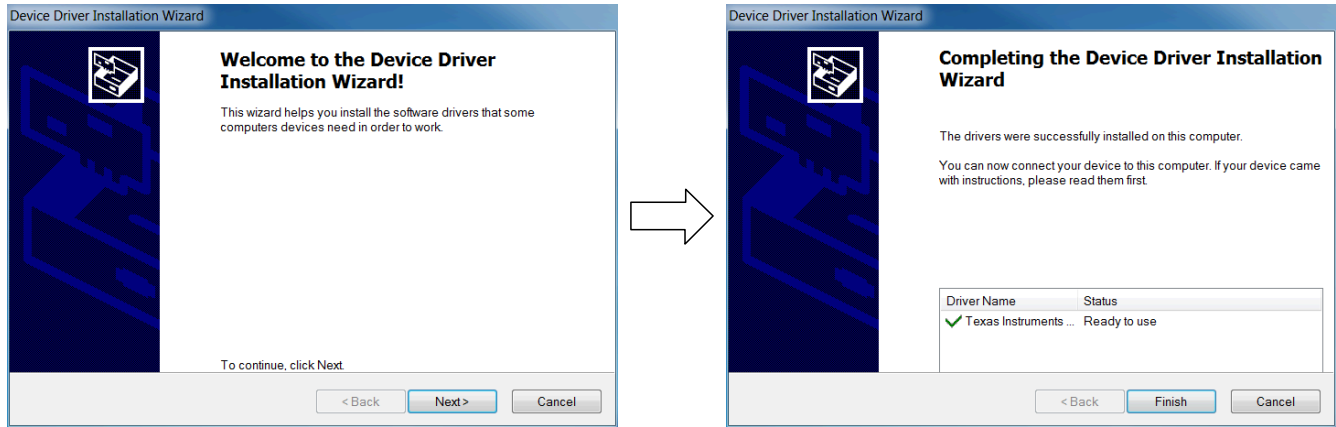 Device Driver Installation Wizard
Welcome to the Device Driver
Installation Wizard!
This wizard helps you install the software drivers that some
computers devices need in order to work.
To continue, click Next.
< Back
Next >
Cancel
Device Driver Installation Wizard
Completing the Device Driver Installation
Wizard
The drivers were successfully installed on this computer.
You can now connect your device to this computer. If your device came
with instructions, please read them first.
Driver Name Status
Texas Instruments ... Ready to use
< Back
Finish
Cancel